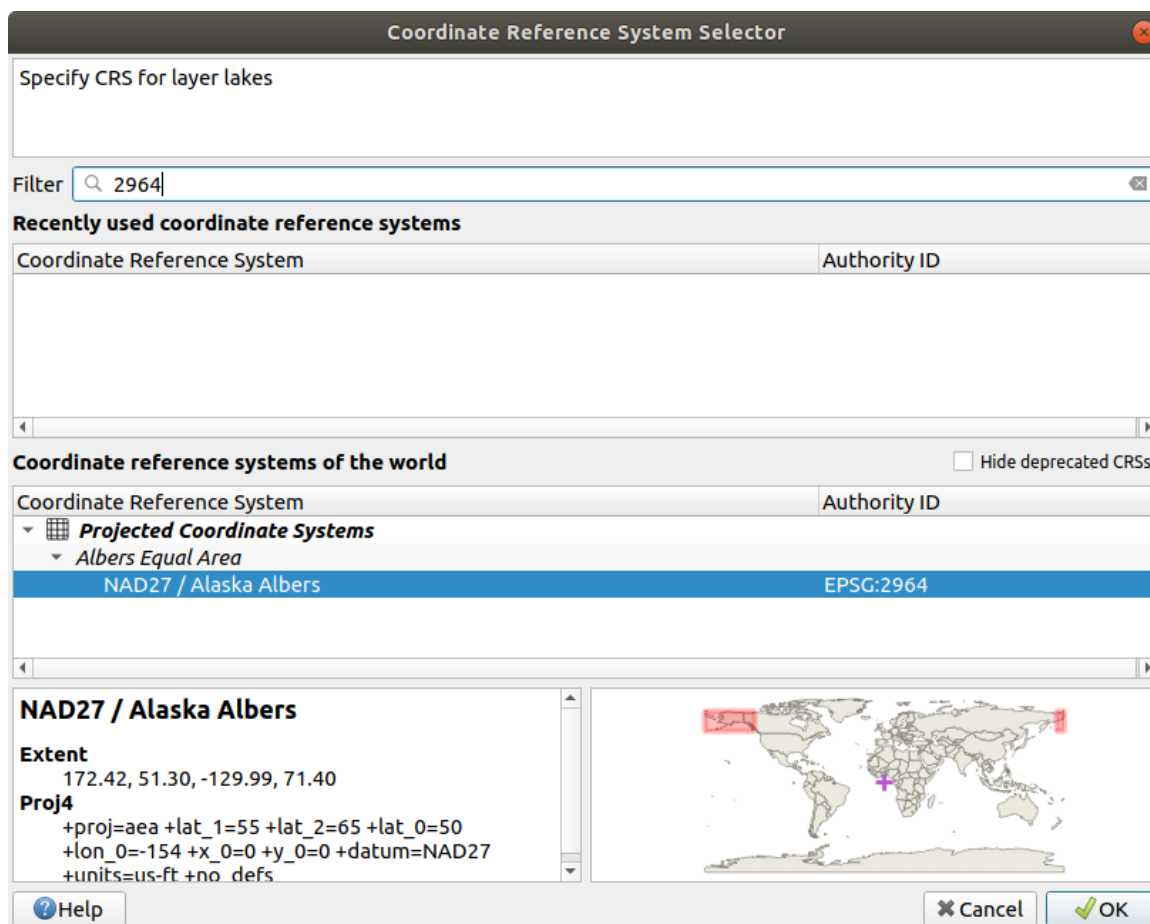 Coordinate Reference System Selector
Specify CRS for layer lakes
Filter 2964
Recently used coordinate reference systems
Coordinate Reference System Authority ID
Coordinate reference systems of the world Hide deprecated CRSs
Coordinate Reference System Authority ID
Projected Coordinate Systems
Albers Equal Area
NAD27 / Alaska Albers EPSG:2964
NAD27 / Alaska Albers
Extent
172.42, 51.30, -129.99, 71.40
Proj4
+proj=aea +lat_1=55 +lat_2=65 +lat_0=50
+lon_0=-154 +x_0=0 +y_0=0 +datum=NAD27
+units=us-ft +no_defs
Help Cancel OK